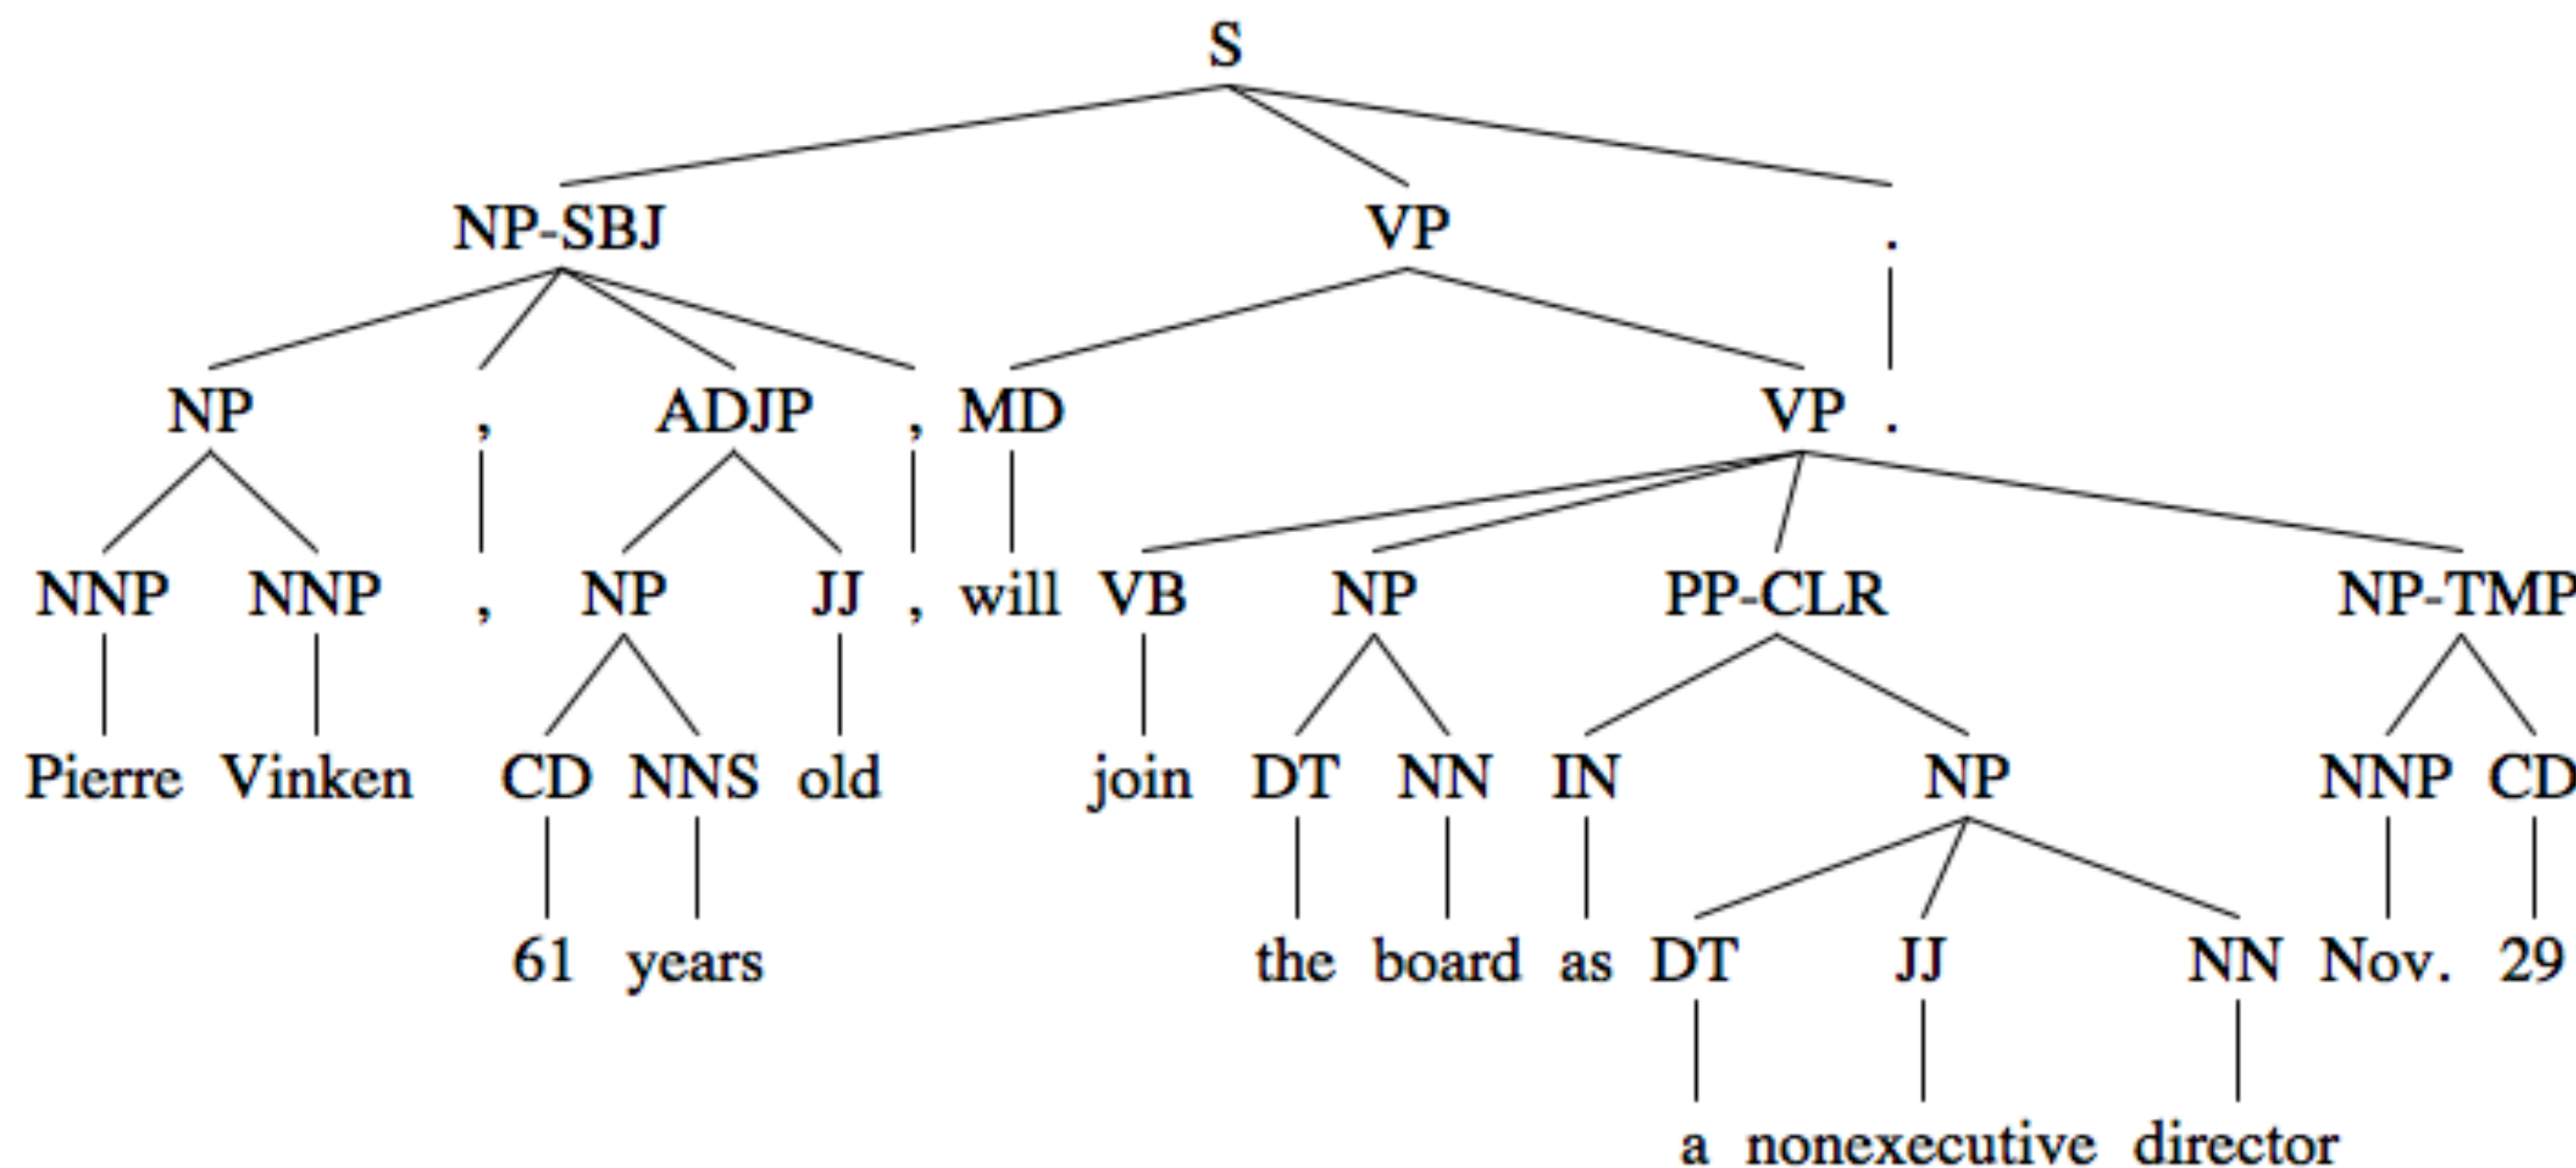 S
NP-SBJ VP .
NP , ADJP , MD VP .
NNP NNP , NP JJ , will VB NP PP-CLR NP-TMP
Pierre Vinken CD NNS old join DT NN IN NP NNP CD
61 years the board as DT JJ NN Nov. 29
a nonexecutive director